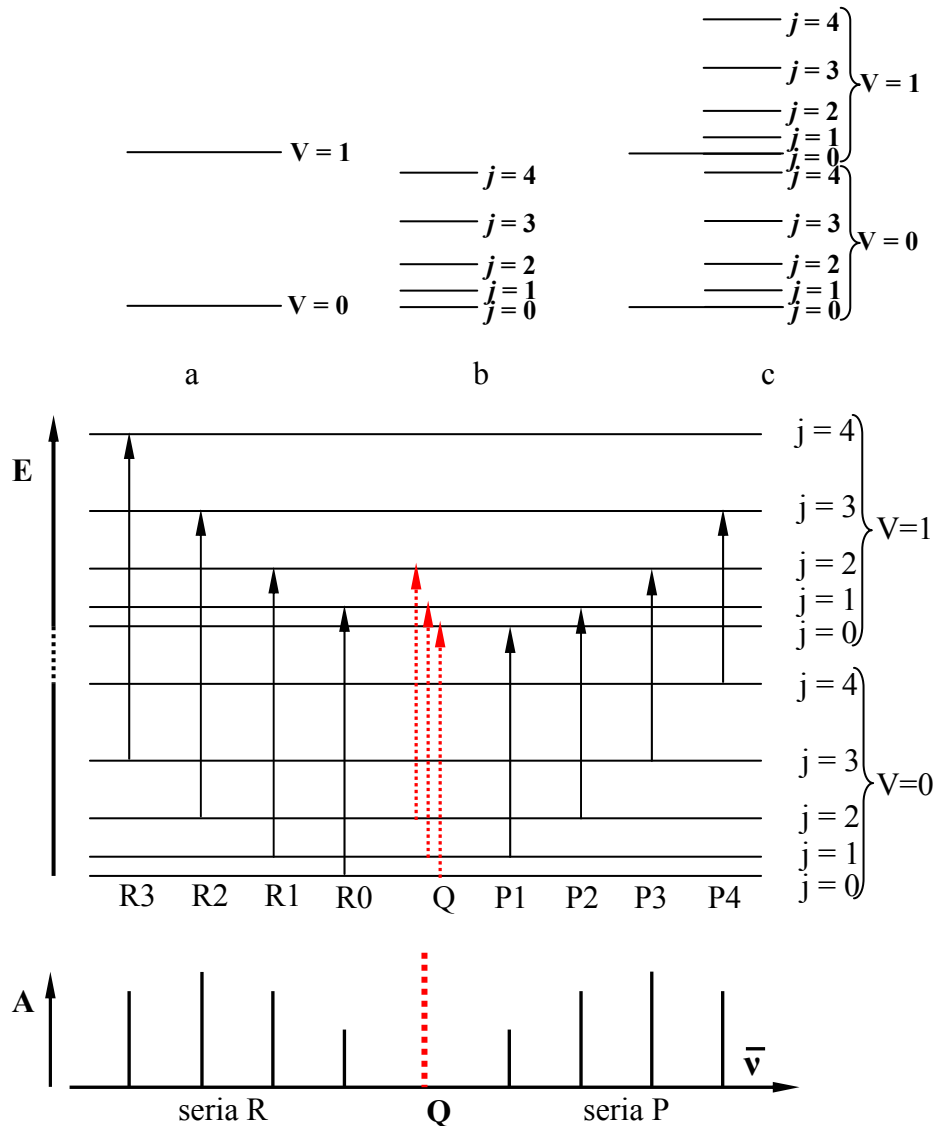 j = 4
j = 3
V = 1
j = 2
j = 1
V = 1
j = 0
j = 4
j = 4
j = 3
j = 3
V = 0
j = 2
j = 2
j = 1
j = 1
V = 0
j = 0
j = 0
a b c
j = 4
E
j = 3
V=1
j = 2
j = 1
j = 0
j = 4
j = 3
V=0
j = 2
j = 1
j = 0
R3 R2 R1 R0 Q P1 P2 P3 P4
A
ν̅
seria R Q seria P